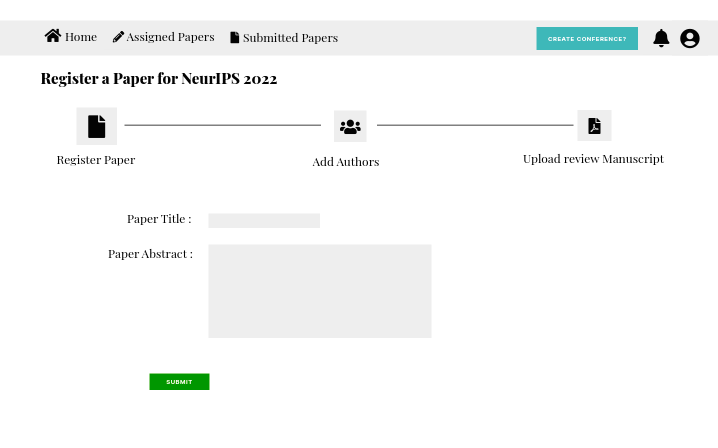 Home Assigned Papers Submitted Papers CREATE CONFERENCE?
Register a Paper for NeurIPS 2022
Register Paper Add Authors Upload review Manuscript
Paper Title :
Paper Abstract :
SUBMIT